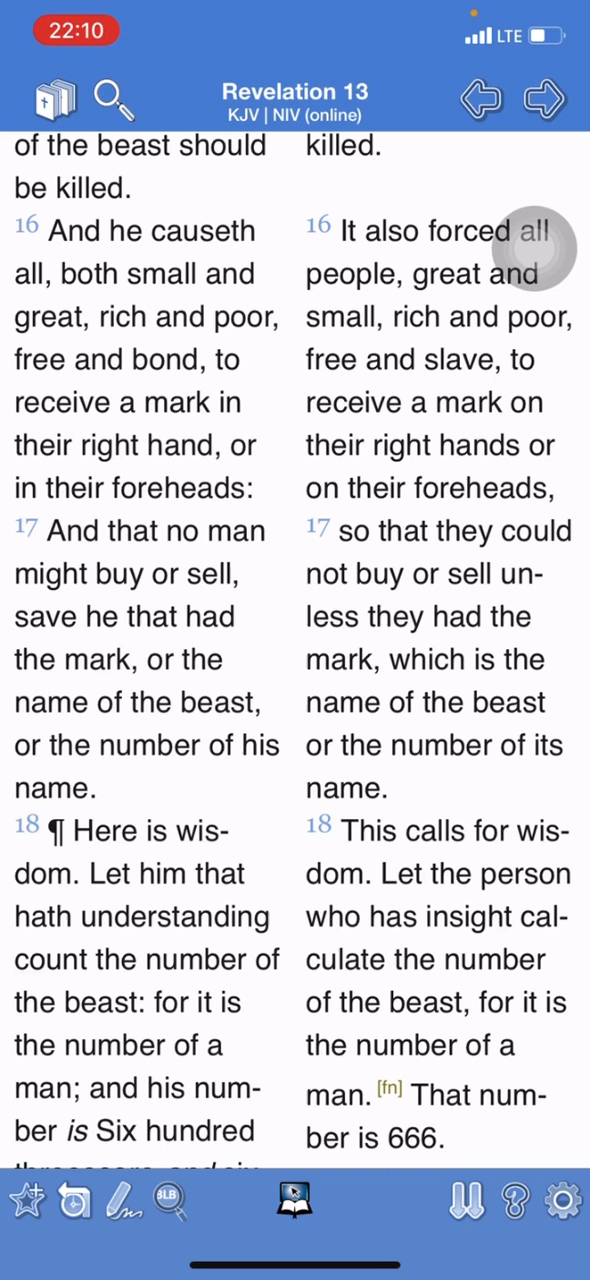 22:10
LTE
Revelation 13
KJV | NIV (online)
of the beast should
be killed.
16 And he causeth
all, both small and
great, rich and poor,
free and bond, to
receive a mark in
their right hand, or
in their foreheads:
17 And that no man
might buy or sell,
save he that had
the mark, or the
name of the beast,
or the number of his
name.
18 ¶ Here is wis-
dom. Let him that
hath understanding
count the number of
the beast: for it is
the number of a
man; and his num-
ber is Six hundred
threescore and six
killed.
16 It also forced all
people, great and
small, rich and poor,
free and slave, to
receive a mark on
their right hands or
on their foreheads,
17 so that they could
not buy or sell un-
less they had the
mark, which is the
name of the beast
or the number of its
name.
18 This calls for wis-
dom. Let the person
who has insight cal-
culate the number
of the beast, for it is
the number of a
man. [fn] That num-
ber is 666.
BLB